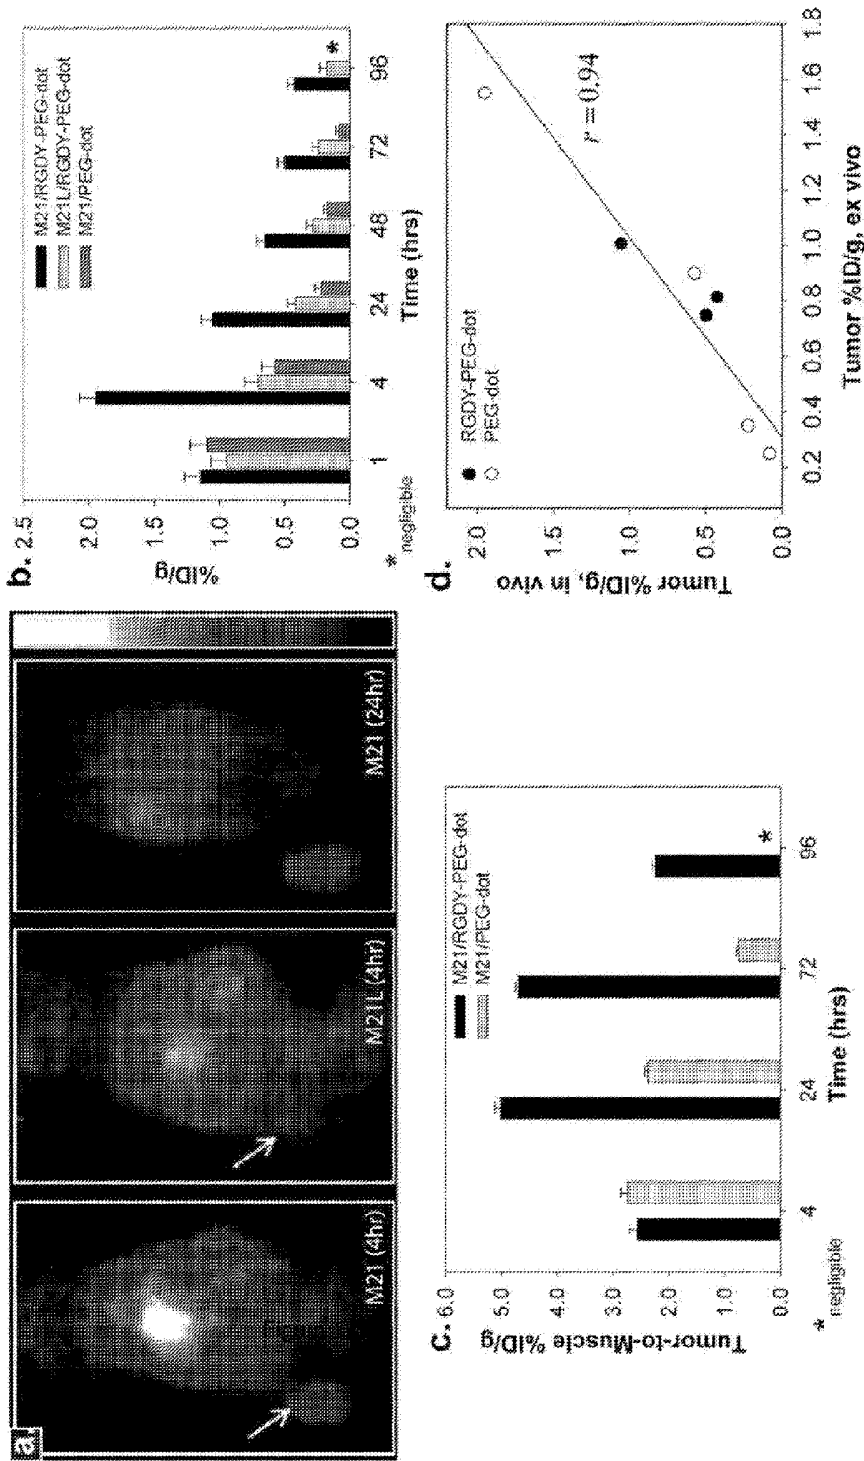 a.
M21 (4hr)
M21L (4hr)
M21 (24hr)
b.
M21/RGDY-PEG-dot
M21L/RGDY-PEG-dot
M21/PEG-dot
%ID/g
2.5
2.0
1.5
1.0
0.5
0.0
*
1 4 24 48 72 96
Time (hrs)
* negligible
c.
M21/RGDY-PEG-dot
M21/PEG-dot
Tumor-to-Muscle %ID/g
6.0
5.0
4.0
3.0
2.0
1.0
0.0
*
4 24 72 96
Time (hrs)
* negligible
d.
RGDY-PEG-dot
PEG-dot
r = 0.94
Tumor %ID/g, in vivo
2.0
1.0
0.5
0.0
0.2 0.4 0.6 0.8 1.0 1.2 1.4 1.6 1.8
Tumor %ID/g, ex vivo